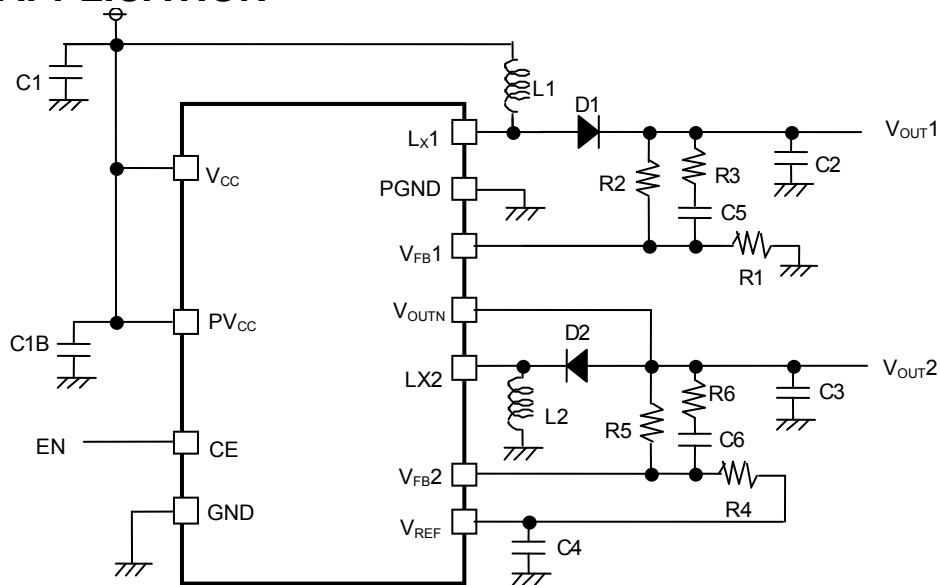 C1
L1
D1
LX1
VOUT1
VCC
R2
R3
C2
PGND
C5
VFB1
R1
VOUTN
PVCC
D2
C1B
LX2
VOUT2
R6
C3
L2
R5
C6
EN
CE
VFB2
R4
GND
VREF
C4